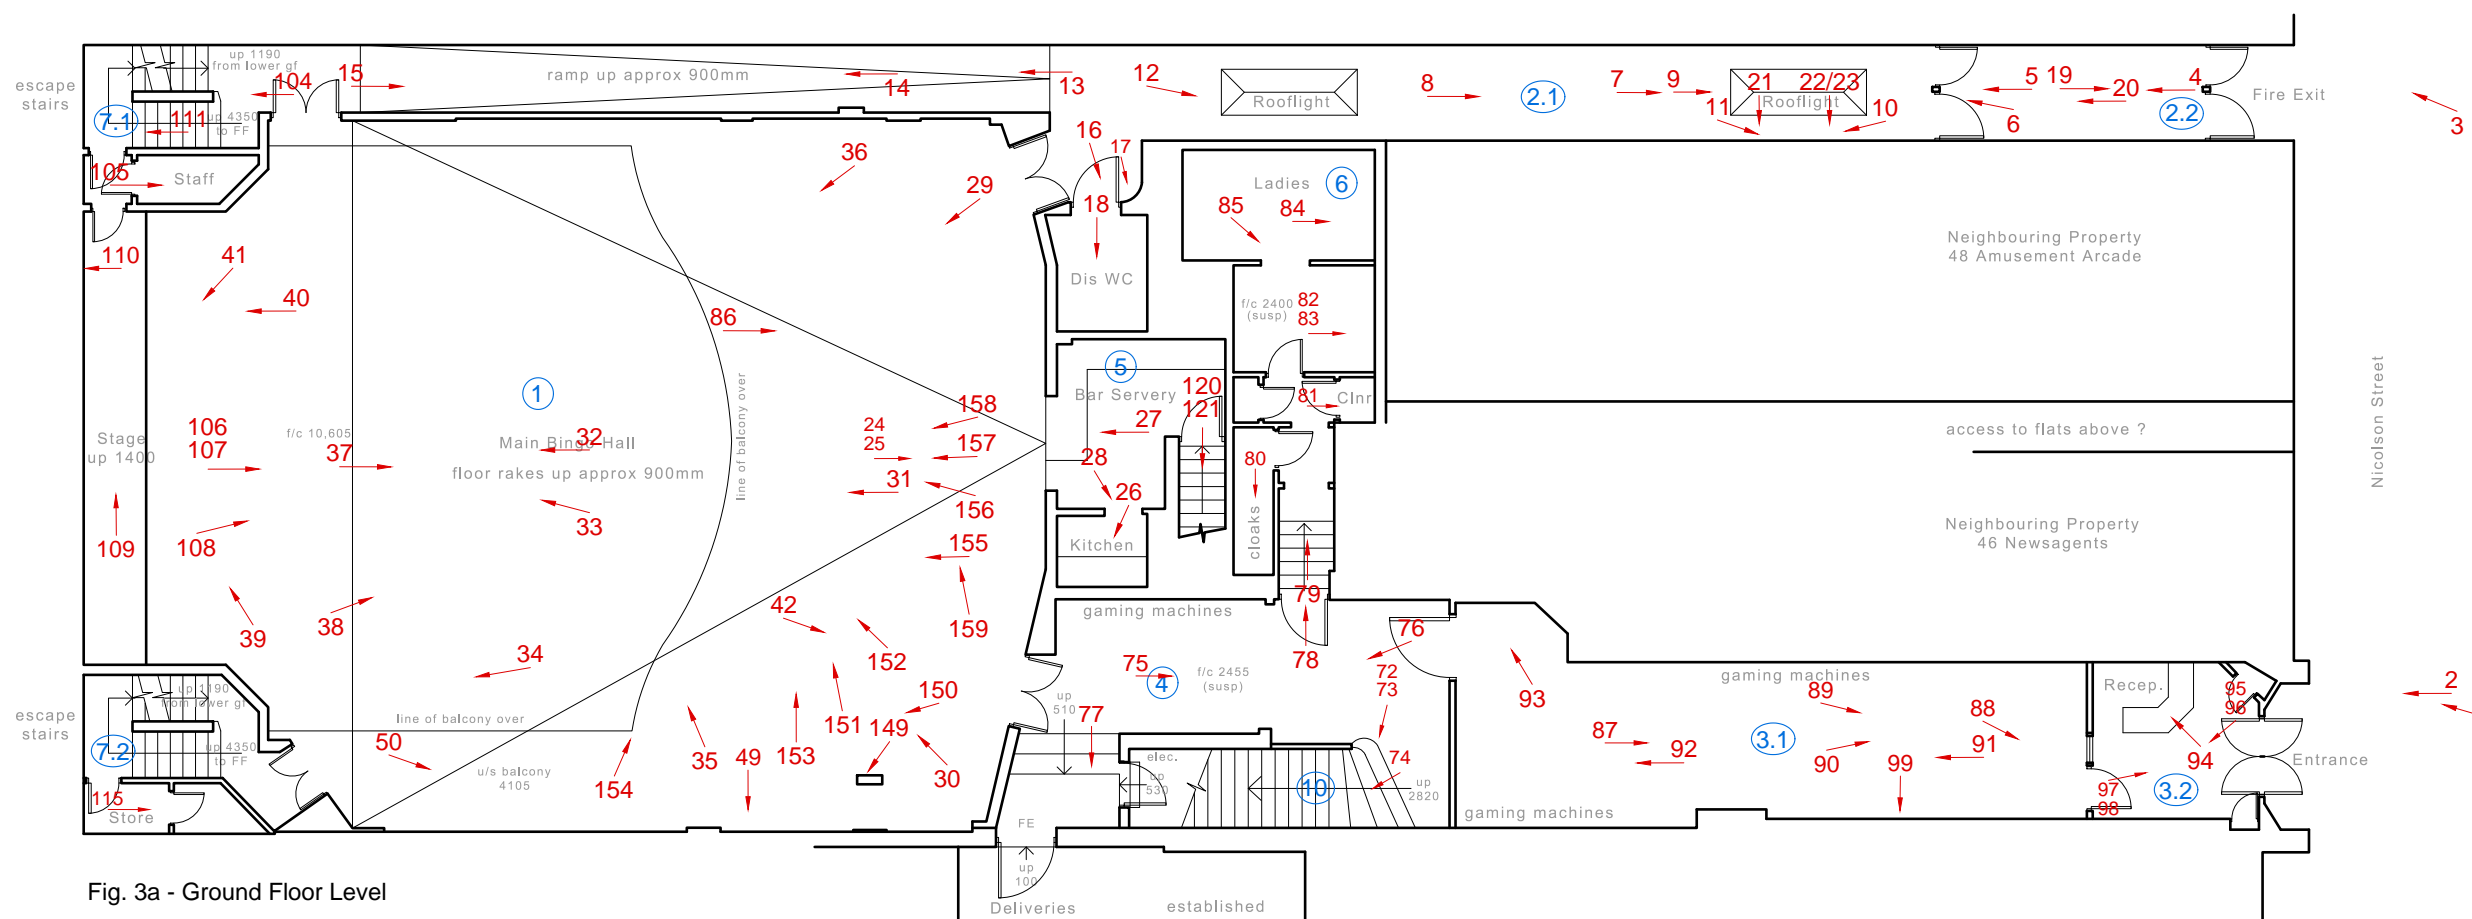 up 1190
from lower gf
escape
stairs
104
15
ramp up approx 900mm
14
13
12
Rooflight
8
2.1
7
9
21
22/23
Rooflight
11
10
5
19
20
4
6
2.2
Fire Exit
3
7.1
111
up 4350
to FF
105
Staff
36
29
16
17
18
Dis WC
Ladies
6
85
84
Neighbouring Property
48 Amusement Arcade
110
41
40
86
f/c 2400
(susp)
82
83
1
5
Bar Servery
120
121
81
Clnr
Nicolson Street
line of balcony over
Stage
up 1400
106
107
f/c 10,605
37
Main Bingo Hall
32
floor rakes up approx 900mm
24
25
158
157
27
28
31
26
156
80
cloaks
access to flats above ?
33
109
108
155
Kitchen
Neighbouring Property
46 Newsagents
79
39
38
42
159
gaming machines
34
152
75
4
f/c 2455
(susp)
78
76
72
73
93
gaming machines
89
Recep.
95
96
2
up 1190
from lower gf
escape
stairs
line of balcony over
150
151
149
up
510
77
88
7.2
up 4350
to FF
50
35
49
153
30
elec.
up
530
74
87
92
3.1
90
91
99
94
Entrance
u/s balcony
4105
154
10
up
2820
97
98
3.2
115
Store
FE
gaming machines
gaming machines
up
100
Fig. 3a - Ground Floor Level
Deliveries
established